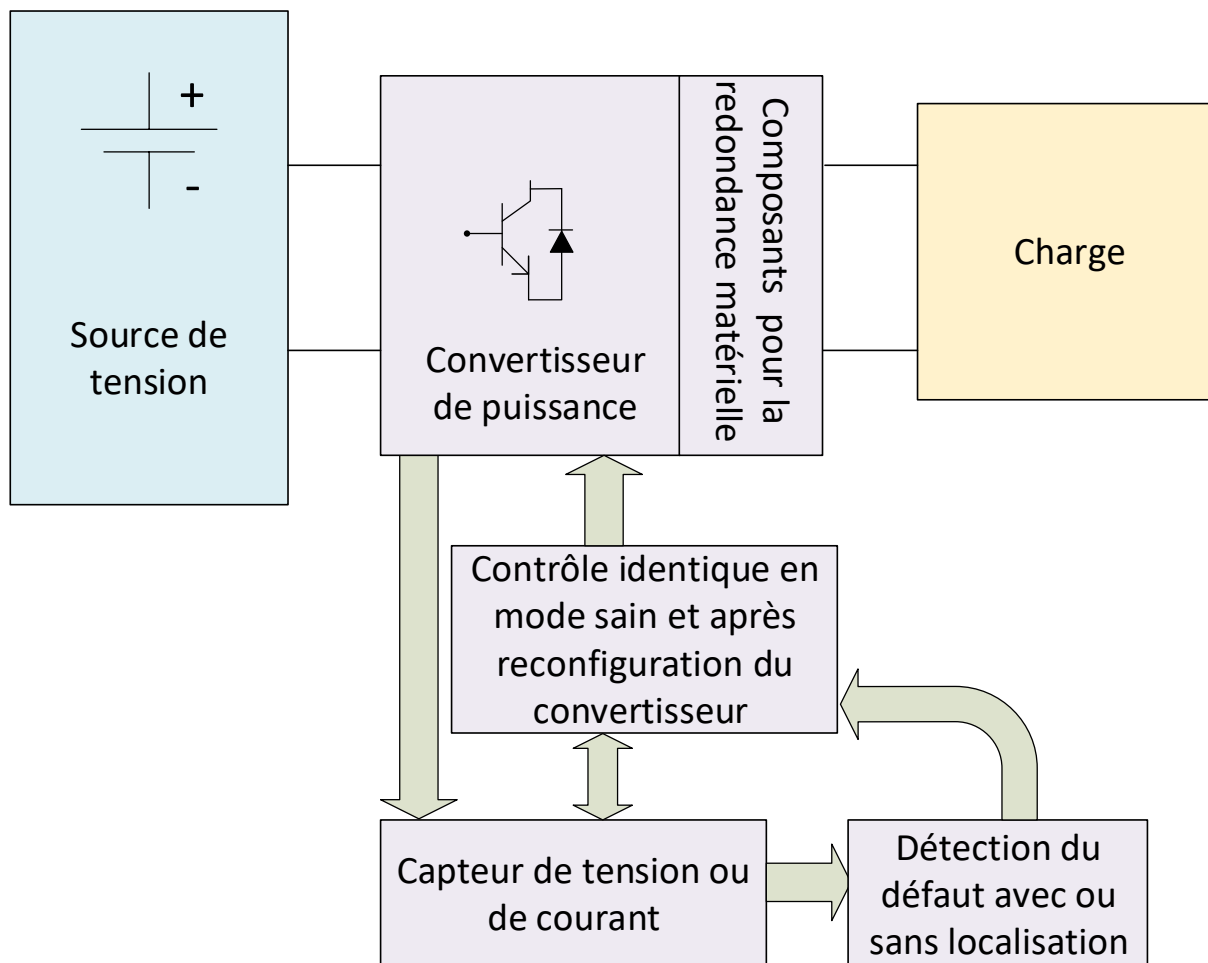 +
-
Source de
tension
Convertisseur
de puissance
Composants pour la
redondance matérielle
Charge
Contrôle identique en
mode sain et après
reconfiguration du
convertisseur
Capteur de tension ou
de courant
Détection du
défaut avec ou
sans localisation